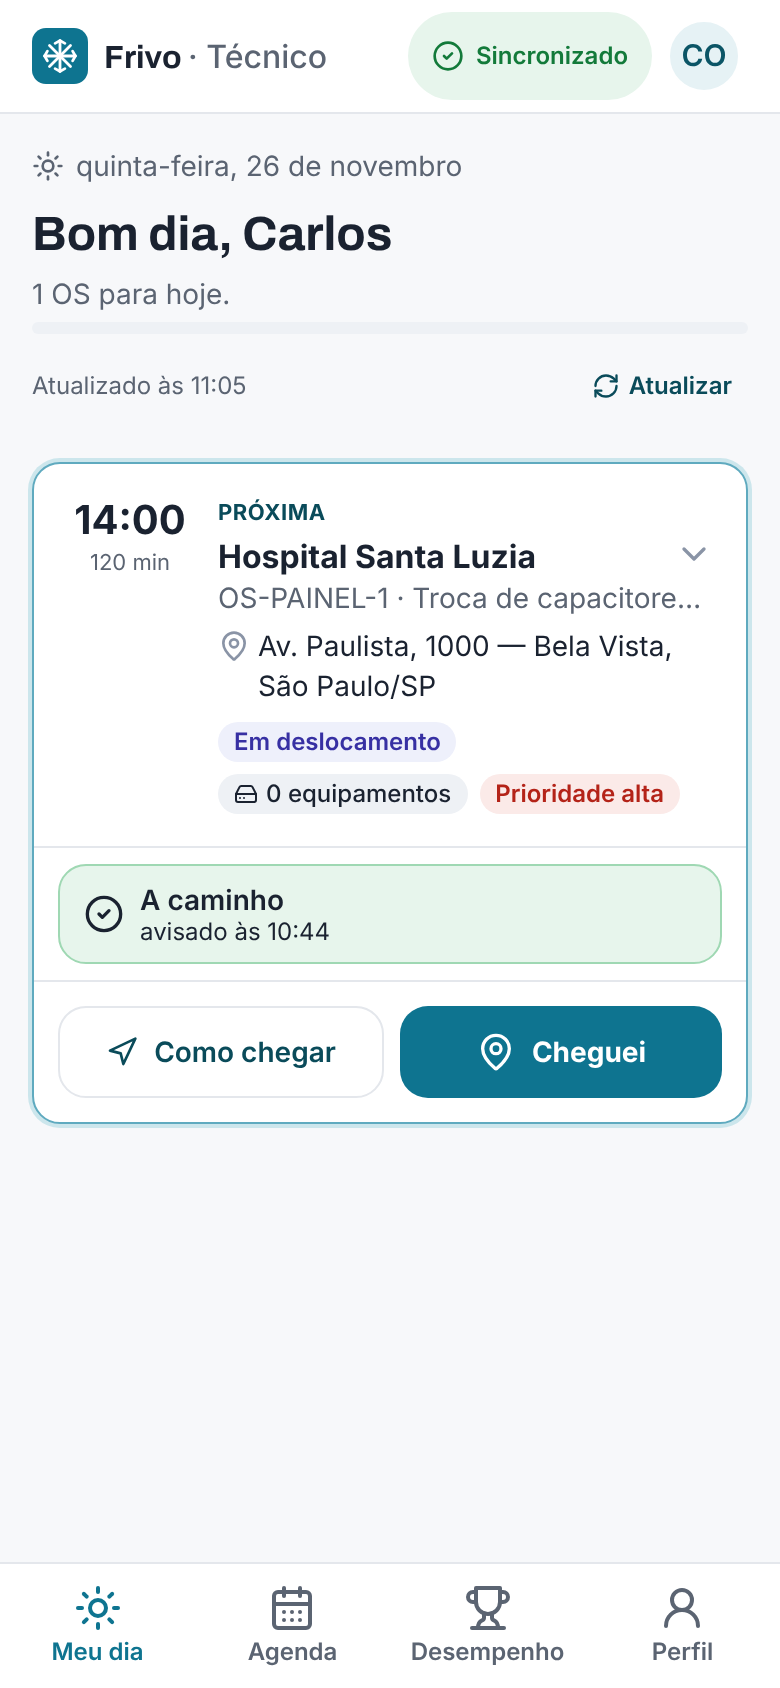 Frivo · Técnico
Sincronizado
CO
quinta-feira, 26 de novembro
Bom dia, Carlos
1 OS para hoje.
Atualizado às 11:05
Atualizar
14:00
120 min
PRÓXIMA
Hospital Santa Luzia
OS-PAINEL-1 · Troca de capacitore...
Av. Paulista, 1000 — Bela Vista,
São Paulo/SP
Em deslocamento
0 equipamentos
Prioridade alta
A caminho
avisado às 10:44
Como chegar
Cheguei
Meu dia
Agenda
Desempenho
Perfil